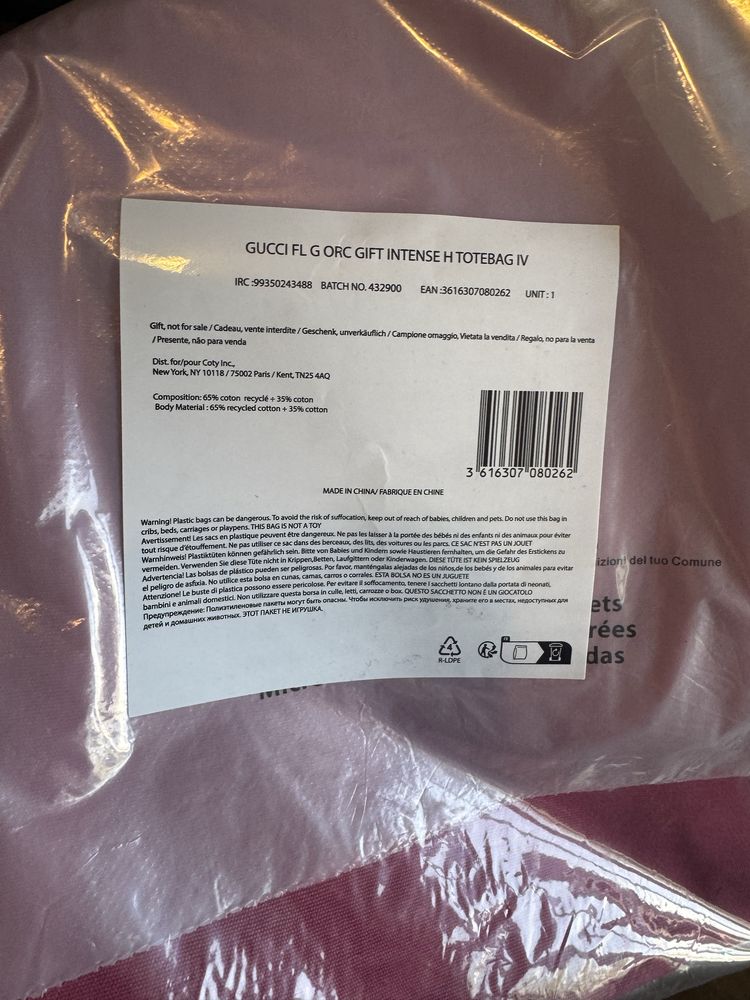 GUCCI FL G ORC GIFT INTENSE H TOTEBAG IV
IRC :99350243488 BATCH NO. 432900 EAN :3616307080262 UNIT : 1
Gift, not for sale / Cadeau, vente interdite / Geschenk, unverkäuflich / Campione omaggio, Vietata la vendita / Regalo, no para la venta
/ Presente, não para venda
Dist. for/pour Coty Inc.,
New York, NY 10118 / 75002 Paris / Kent, TN25 4AQ
Composition: 65% coton recyclé + 35% coton
Body Material : 65% recycled cotton + 35% cotton
3 616307 080262
MADE IN CHINA/ FABRIQUE EN CHINE
Warning! Plastic bags can be dangerous. To avoid the risk of suffocation, keep out of reach of babies, children and pets. Do not use this bag in
cribs, beds, carriages or playpens. THIS BAG IS NOT A TOY
Avertissement! Les sacs en plastique peuvent être dangereux. Ne pas les laisser à la portée des bébés ni des enfants ni des animaux pour éviter
tout risque d'étouffement. Ne pas utiliser ce sac dans des berceaux, des lits, des voitures ou les parcs. CE SAC N'EST PAS UN JOUET
Warnhinweis! Plastiktüten können gefährlich sein. Bitte von Babies und Kindern sowie Haustieren fernhalten, um die Gefahr des Erstickens zu
vermeiden. Verwenden Sie diese Tüte nicht in Krippen,Betten, Laufgittern oder Kinderwagen. DIESE TÜTE IST KEIN SPIELZEUG
Advertencia! Las bolsas de plástico pueden ser peligrosas. Por favor, manténgalas alejadas de los niños,de los bebés y de los animales para evitar
el peligro de asfixia. No utilice esta bolsa en cunas, camas, carros o corrales. ESTA BOLSA NO ES UN JUGUETE
Attenzione! Le buste di plastica possono essere pericolose. Per evitare il soffocamento, tenere i sacchetti lontano dalla portata di neonati,
bambini e animali domestici. Non utilizzare questa borsa in culle, letti, carrozze o box. QUESTO SACCHETTO NON È UN GIOCATOLO
Предупреждение: Полиэтиленовые пакеты могут быть опасны. Чтобы исключить риск удушения, храните его в местах, недоступных для
детей и домашних животных. ЭТОТ ПАКЕТ НЕ ИГРУШКА.
4
R-LDPE
izioni del tuo Comune
ets
rées
das